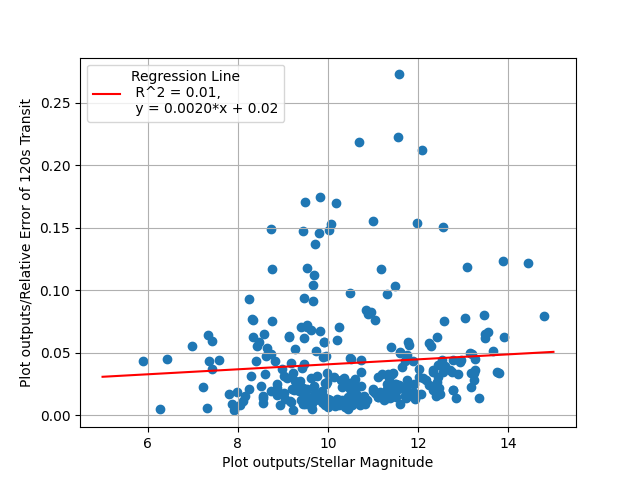 Regression Line
R^2 = 0.01,
y = 0.0020*x + 0.02
0.25
0.20
0.15
0.10
0.05
0.00
Plot outputs/Relative Error of 120s Transit
6 8 10 12 14
Plot outputs/Stellar Magnitude